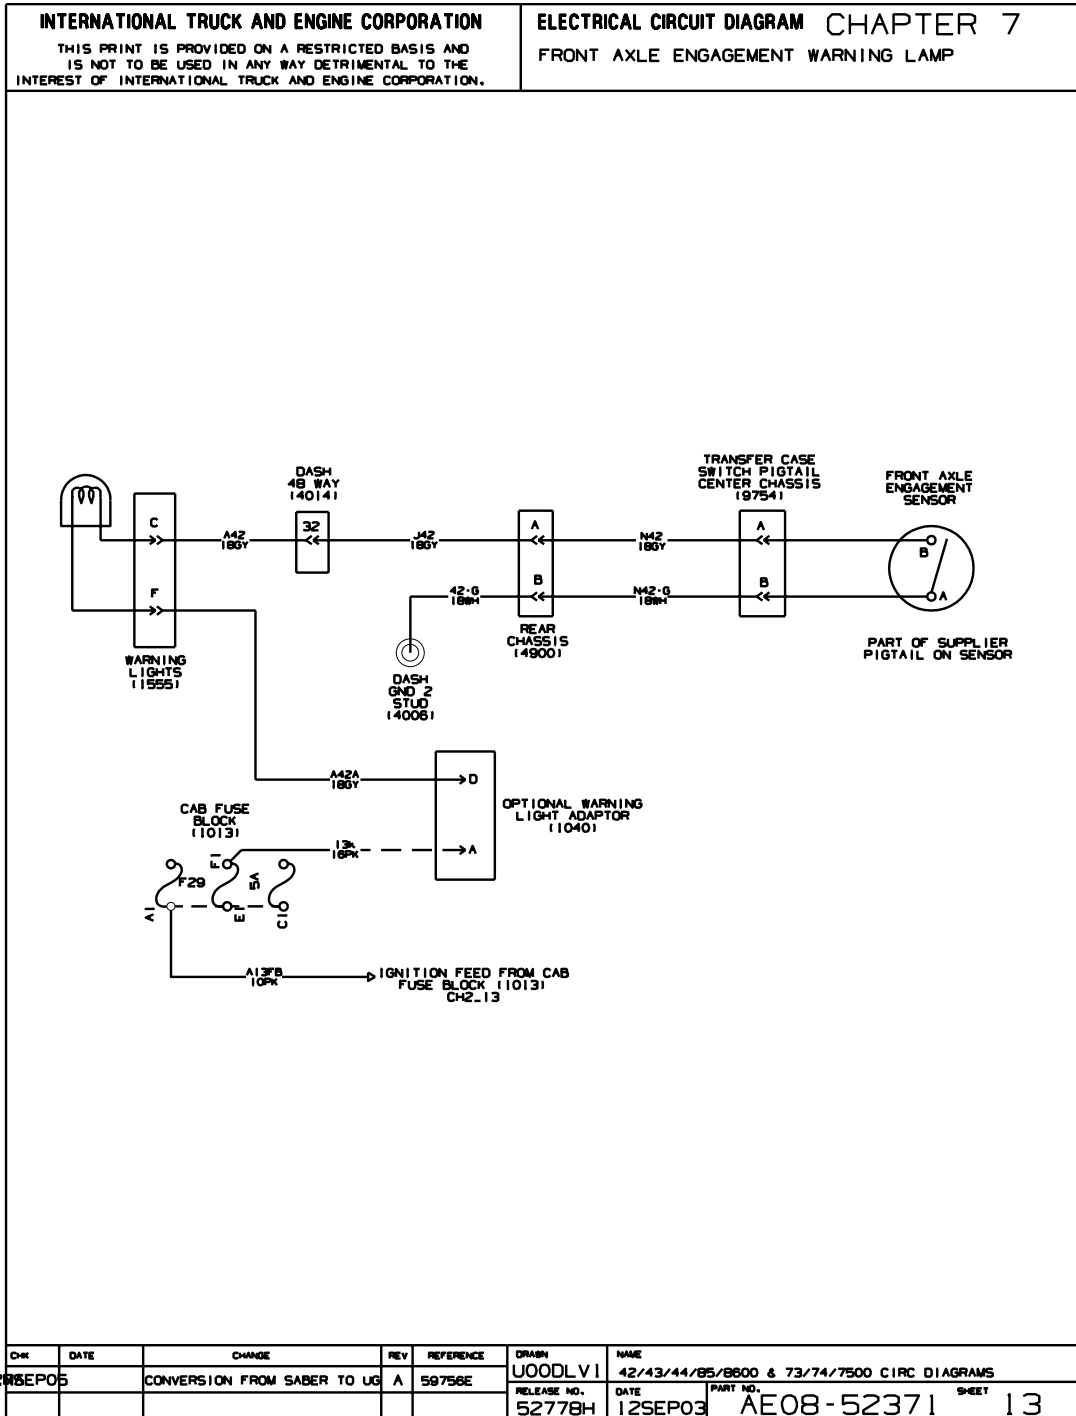 INTERNATIONAL TRUCK AND ENGINE CORPORATION
THIS PRINT IS PROVIDED ON A RESTRICTED BASIS AND
IS NOT TO BE USED IN ANY WAY DETRIMENTAL TO THE
INTEREST OF INTERNATIONAL TRUCK AND ENGINE CORPORATION.
ELECTRICAL CIRCUIT DIAGRAM CHAPTER 7
FRONT AXLE ENGAGEMENT WARNING LAMP
DASH
48 WAY
(4014)
TRANSFER CASE
SWITCH PIGTAIL
CENTER CHASSIS
(9754)
FRONT AXLE
ENGAGEMENT
SENSOR
C
A42
18GY
32
J42
18GY
A
N42
18GY
A
B
F
42-G
18WH
B
N42-G
18WH
B
A
WARNING
LIGHTS
(1555)
REAR
CHASSIS
(4900)
PART OF SUPPLIER
PIGTAIL ON SENSOR
DASH
GND 2
STUD
(4006)
A42A
18GY
D
OPTIONAL WARNING
LIGHT ADAPTOR
(1040)
CAB FUSE
BLOCK
(1013)
A
F1
F29
5A
A1
E1
C10
A13FB
10PK
IGNITION FEED FROM CAB
FUSE BLOCK (1013)
CH2_13
CHK
DATE
CHANGE
REV
REFERENCE
CONVERSION FROM SABER TO UG
A
59756E
DRAWN
U00DLV1
NAME
42/43/44/85/8600 & 73/74/7500 CIRC DIAGRAMS
RELEASE NO.
52778H
DATE
12SEP03
PART NO.
AE08-52371
SHEET
13